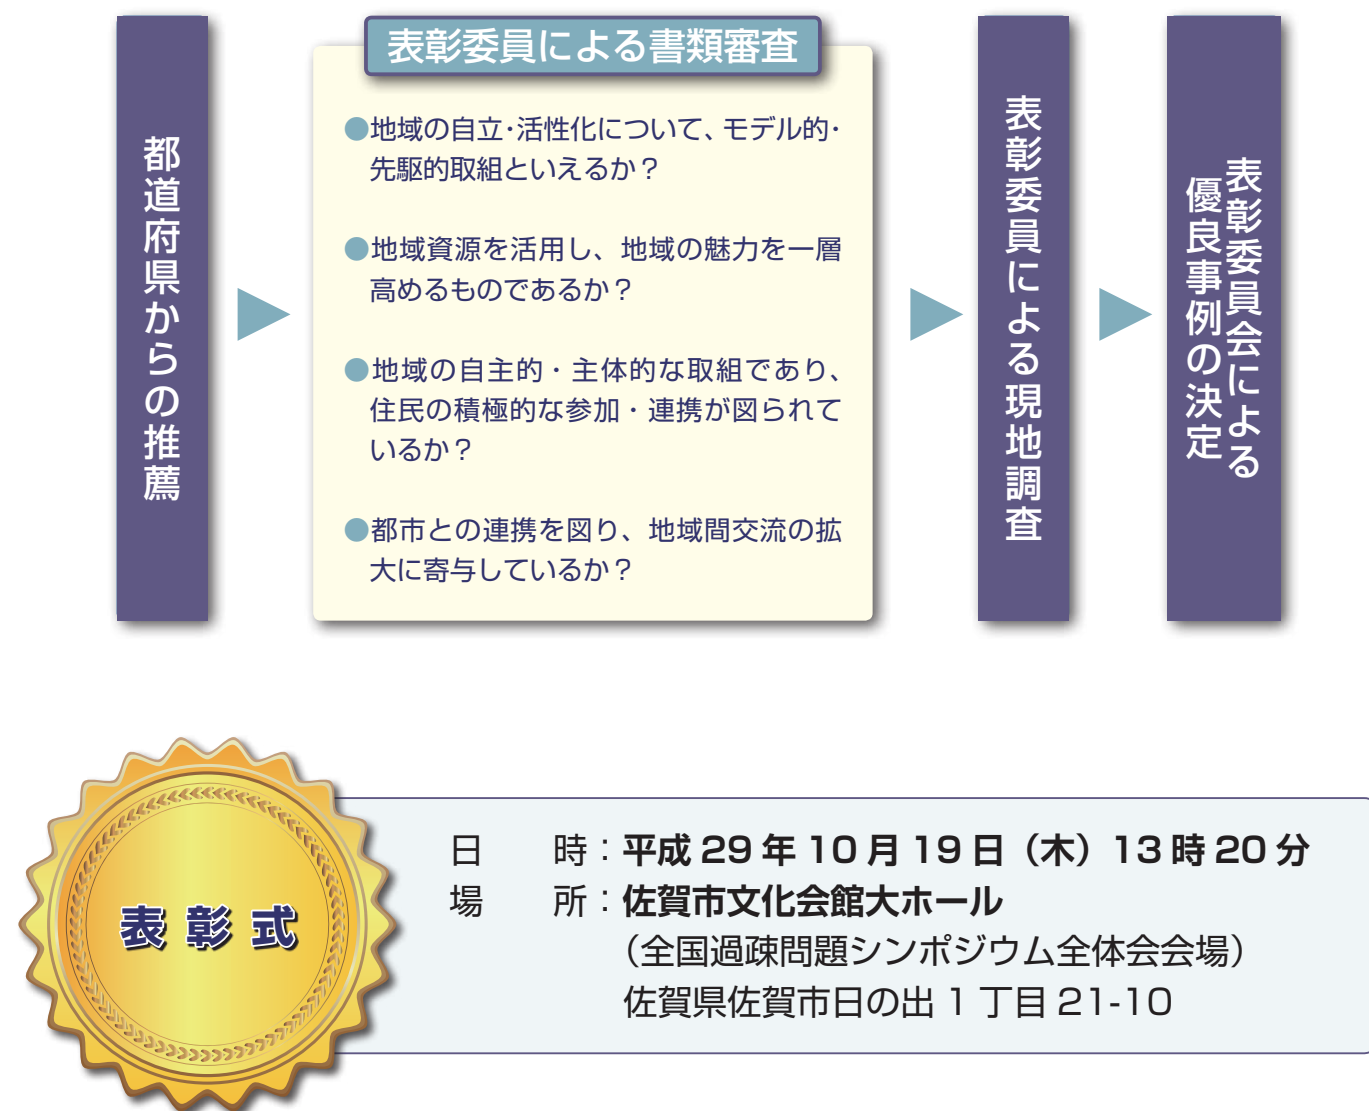 都道府県からの推薦
表彰委員による書類審査
●地域の自立・活性化について、モデル的・
先駆的取組といえるか？
●地域資源を活用し、地域の魅力を一層
高めるものであるか？
●地域の自主的・主体的な取組であり、
住民の積極的な参加・連携が図られて
いるか？
●都市との連携を図り、地域間交流の拡
大に寄与しているか？
表彰委員による現地調査
表彰委員会による
優良事例の決定
表彰式
日　　時：平成 29 年 10 月 19 日（木）13 時 20 分
場　　所：佐賀市文化会館大ホール
（全国過疎問題シンポジウム全体会会場）
佐賀県佐賀市日の出 1 丁目 21-10